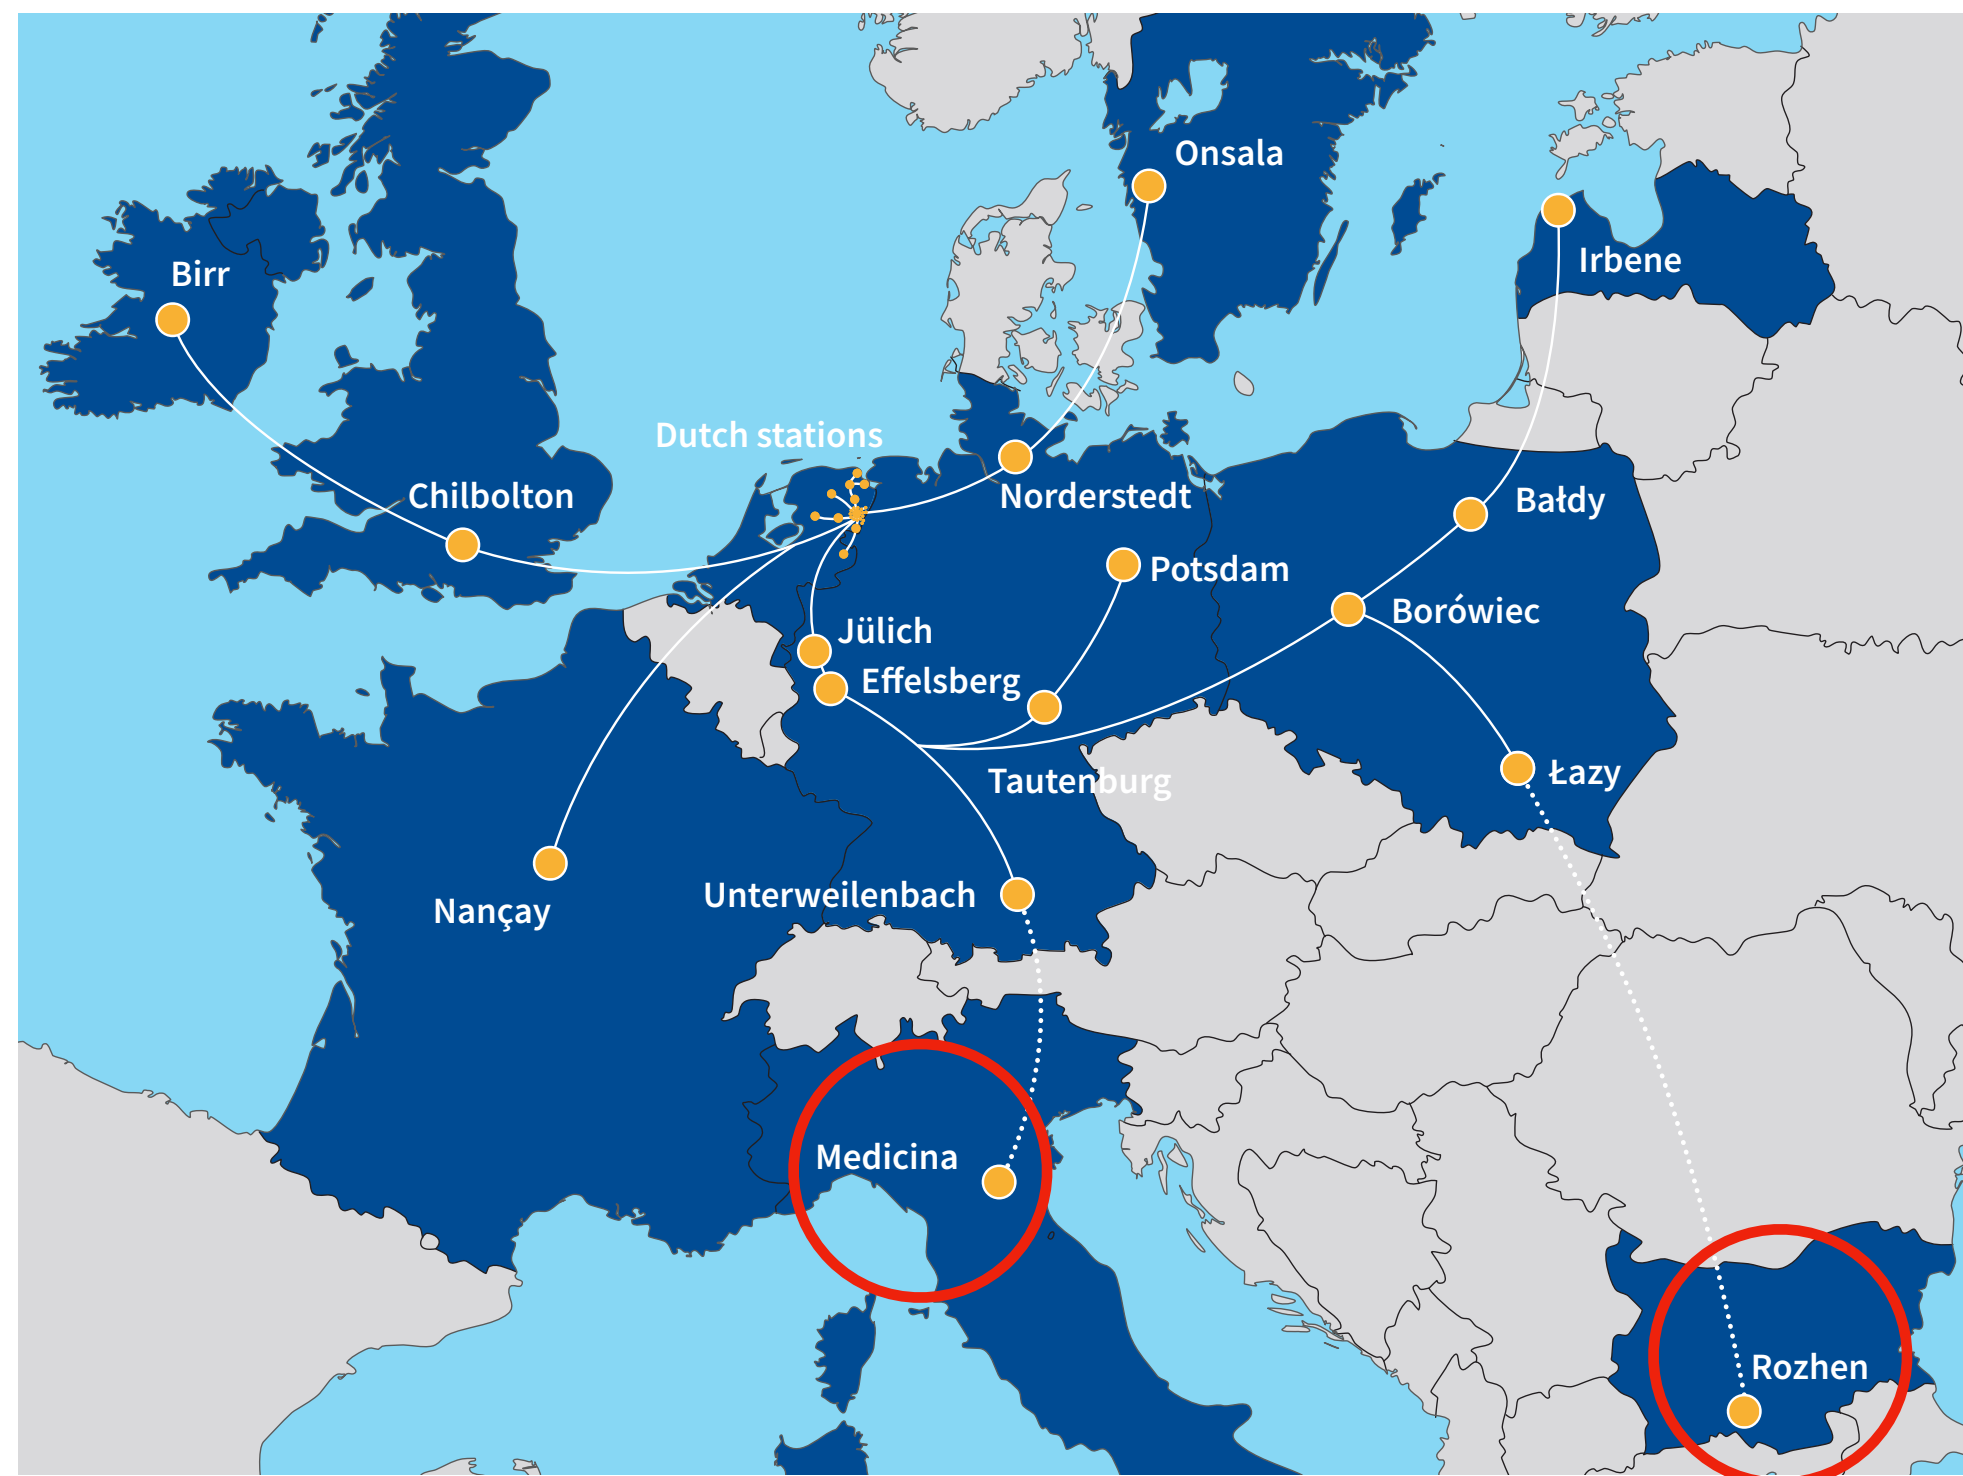 Onsala
Irbene
Birr
Dutch stations
Chilbolton
Norderstedt
Bałdy
Potsdam
Borówiec
Jülich
Effelsberg
Łazy
Tautenburg
Unterweilenbach
Nançay
Medicina
Rozhen